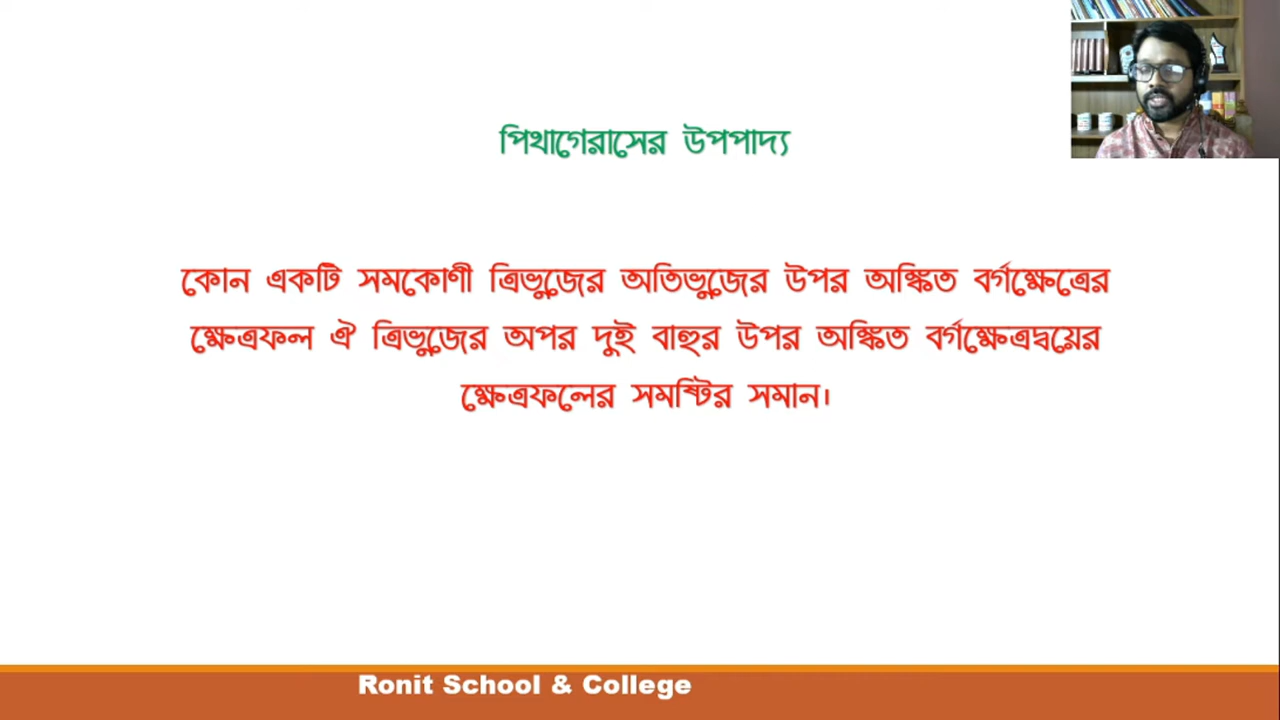 পিথাগেরাসের উপপাদ্য
কোন একটি সমকোণী ত্রিভুজের অতিভুজের উপর অঙ্কিত বর্গক্ষেত্রের
ক্ষেত্রফল ঐ ত্রিভুজের অপর দুই বাহুর উপর অঙ্কিত বর্গক্ষেত্রদ্বয়ের
ক্ষেত্রফলের সমষ্টির সমান।
Ronit School & College